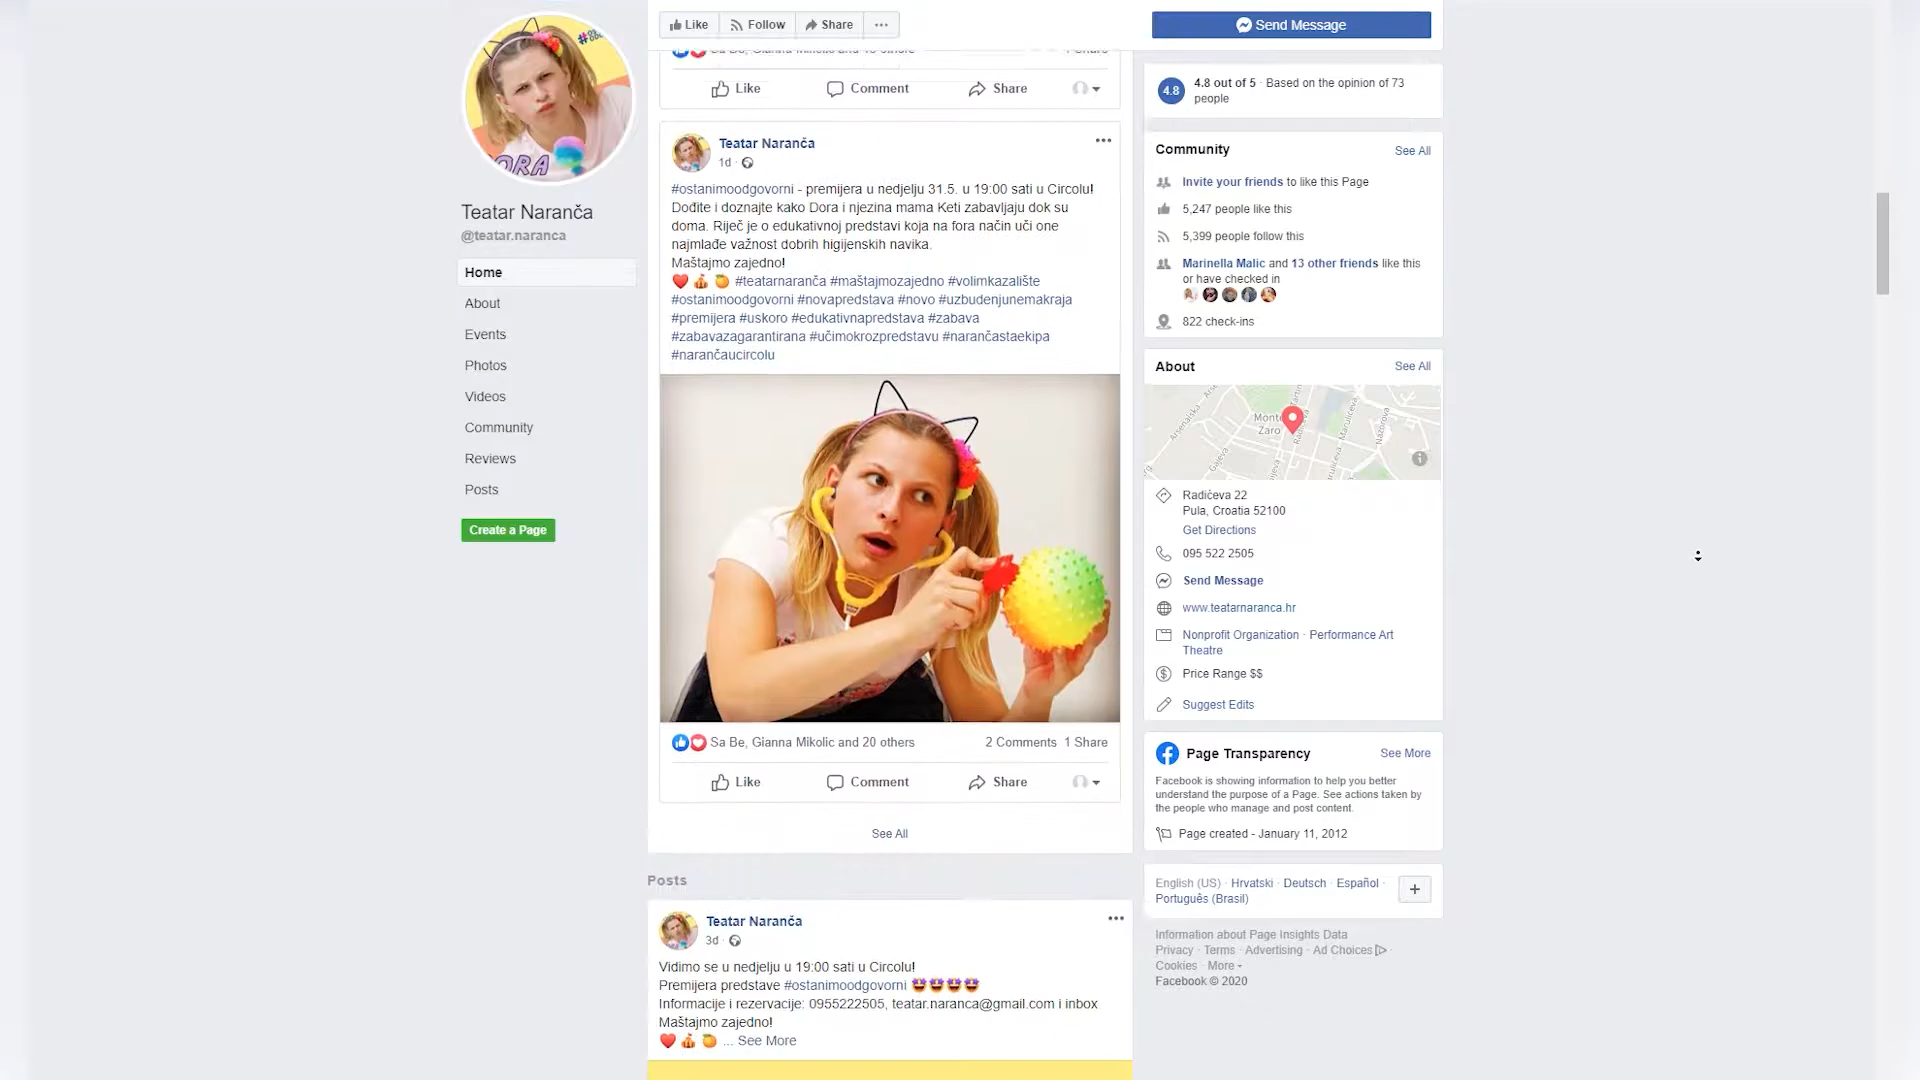 Like Follow Share
Send Message
Like Comment Share
Teatar Naranča
@teatar.naranca
Home
About
Events
Photos
Videos
Community
Reviews
Posts
Create a Page
Teatar Naranča
1d
#ostanimoodgovorni - premijera u nedjelju 31.5. u 19:00 sati u Circolu!
Dođite i doznajte kako Dora i njezina mama Keti zabavljaju dok su
doma. Riječ je o edukativnoj predstavi koja na fora način uči one
najmlađe važnost dobrih higijenskih navika.
Maštajmo zajedno!
❤️ 🎪 🍊 #teatarnaranča #maštajmozajedno #volimkazalište
#ostanimoodgovorni #novapredstava #novo #uzbudenjunemakraja
#premijera #uskoro #edukativnapredstava #zabava
#zabavazagarantirana #učimokrozpredstavu #narančastaekipa
#narančaucircolu
Sa Be, Gianna Mikolic and 20 others 2 Comments 1 Share
Like Comment Share
See All
Posts
Teatar Naranča
3d
Vidimo se u nedjelju u 19:00 sati u Circolu!
Premijera predstave #ostanimoodgovorni 🤩🤩🤩🤩
Informacije i rezervacije: 0955222505, teatar.naranca@gmail.com i inbox
Maštajmo zajedno!
❤️ 🎪 🍊 ... See More
4.8 4.8 out of 5 · Based on the opinion of 73
people
Community See All
Invite your friends to like this Page
5,247 people like this
5,399 people follow this
Marinella Malic and 13 other friends like this
or have checked in
822 check-ins
About See All
Monte
Zaro
Arsenalska
Gajeva
Marulićeva
Nazorova
Radićeva 22
Pula, Croatia 52100
Get Directions
095 522 2505
Send Message
www.teatarnaranca.hr
Nonprofit Organization · Performance Art
Theatre
Price Range $$
Suggest Edits
Page Transparency See More
Facebook is showing information to help you better
understand the purpose of a Page. See actions taken by
the people who manage and post content.
Page created - January 11, 2012
English (US) · Hrvatski · Deutsch · Español ·
Português (Brasil)
Information about Page Insights Data
Privacy · Terms · Advertising · Ad Choices ·
Cookies · More
Facebook © 2020